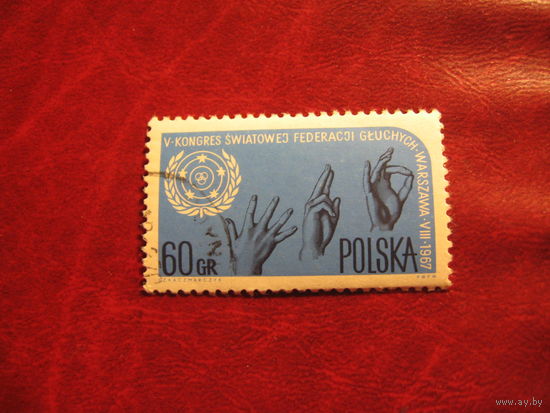 V·KONGRES ŚWIATOWEJ FEDERACJI GŁUCHYCH·WARSZAWA·VIII·1967
60 GR
POLSKA
www.ay.by